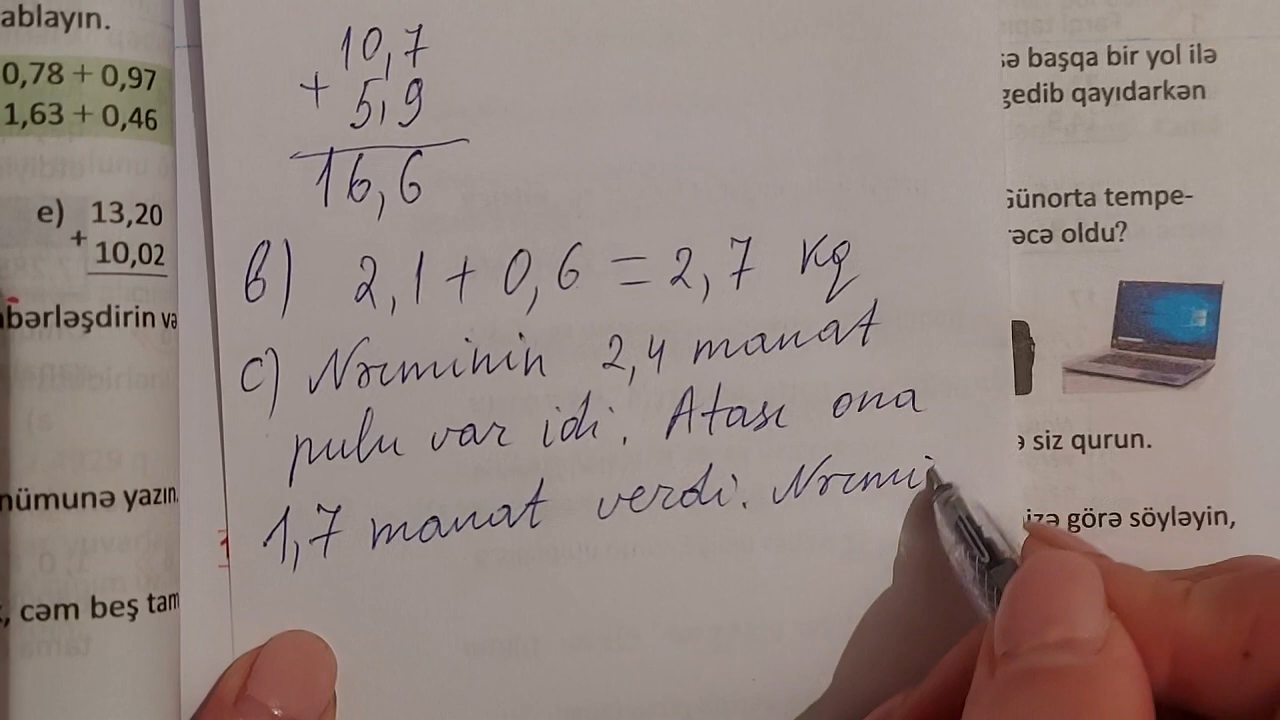 ablayın.
0,78 + 0,97
1,63 + 0,46
e) 13,20
+ 10,02
bərləşdirin və
nümunə yazın.
, cəm beş tam
10,7
+ 5,9
16,6
b) 2,1 + 0,6 = 2,7 kq
c) Nərminin 2,4 manat
pulu var idi. Atası ona
1,7 manat verdi. Nərmi
sə başqa bir yol ilə
gedib qayıdarkən
Günorta tempe-
rəcə oldu?
ə siz qurun.
izə görə söyləyin,